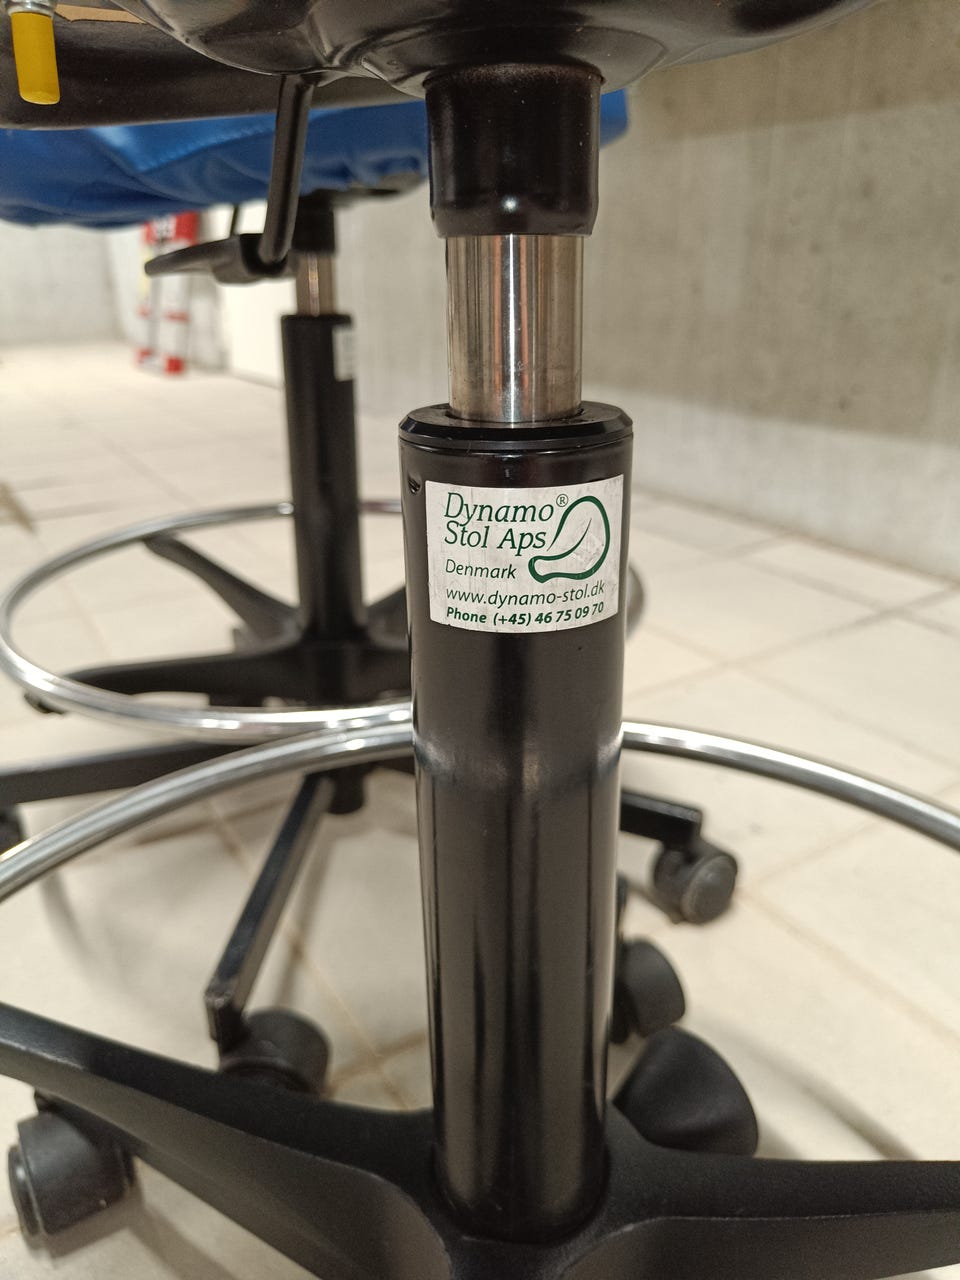 Dynamo®
Stol Aps
Denmark
www.dynamo-stol.dk
Phone (+45) 46 75 09 70